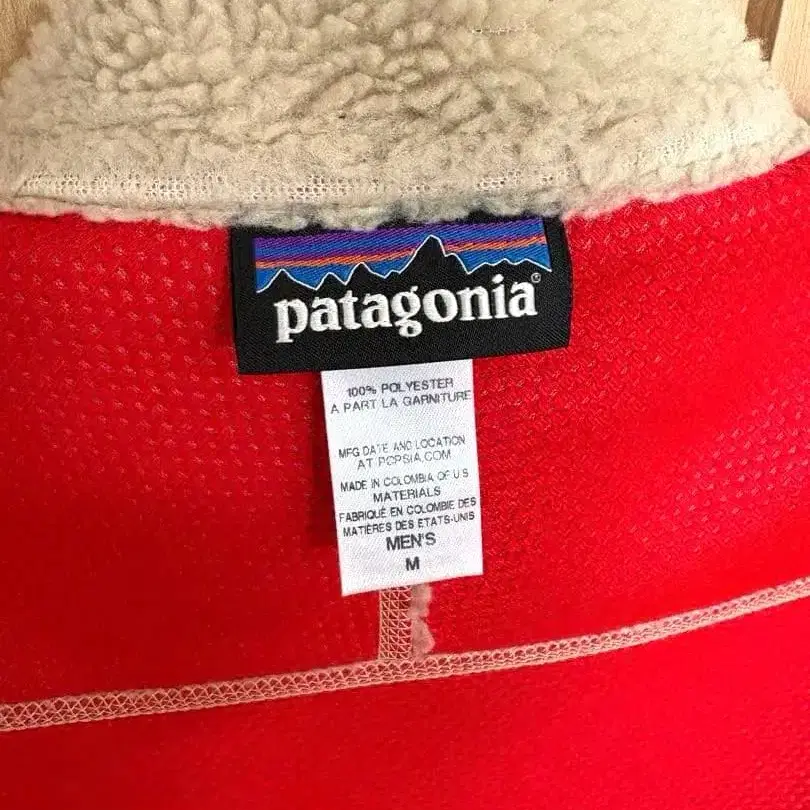 patagonia®
100% POLYESTER
A PART LA GARNITURE
MFG DATE AND LOCATION
AT PCPSIA.COM
MADE IN COLOMBIA OF U S
MATERIALS
FABRIQUÉ EN COLOMBIE DES
MATIÈRES DES ÉTATS-UNIS
MEN'S
M